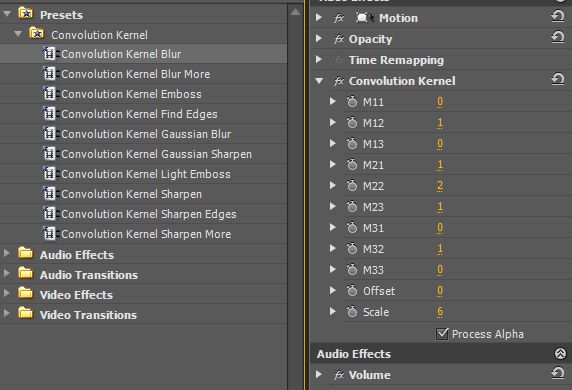 Presets
Convolution Kernel
Convolution Kernel Blur
Convolution Kernel Blur More
Convolution Kernel Emboss
Convolution Kernel Find Edges
Convolution Kernel Gaussian Blur
Convolution Kernel Gaussian Sharpen
Convolution Kernel Light Emboss
Convolution Kernel Sharpen
Convolution Kernel Sharpen Edges
Convolution Kernel Sharpen More
Audio Effects
Audio Transitions
Video Effects
Video Transitions
fx Motion
fx Opacity
fx Time Remapping
fx Convolution Kernel
M11 0
M12 1
M13 0
M21 1
M22 2
M23 1
M31 0
M32 1
M33 0
Offset 0
Scale 6
Process Alpha
Audio Effects
fx Volume